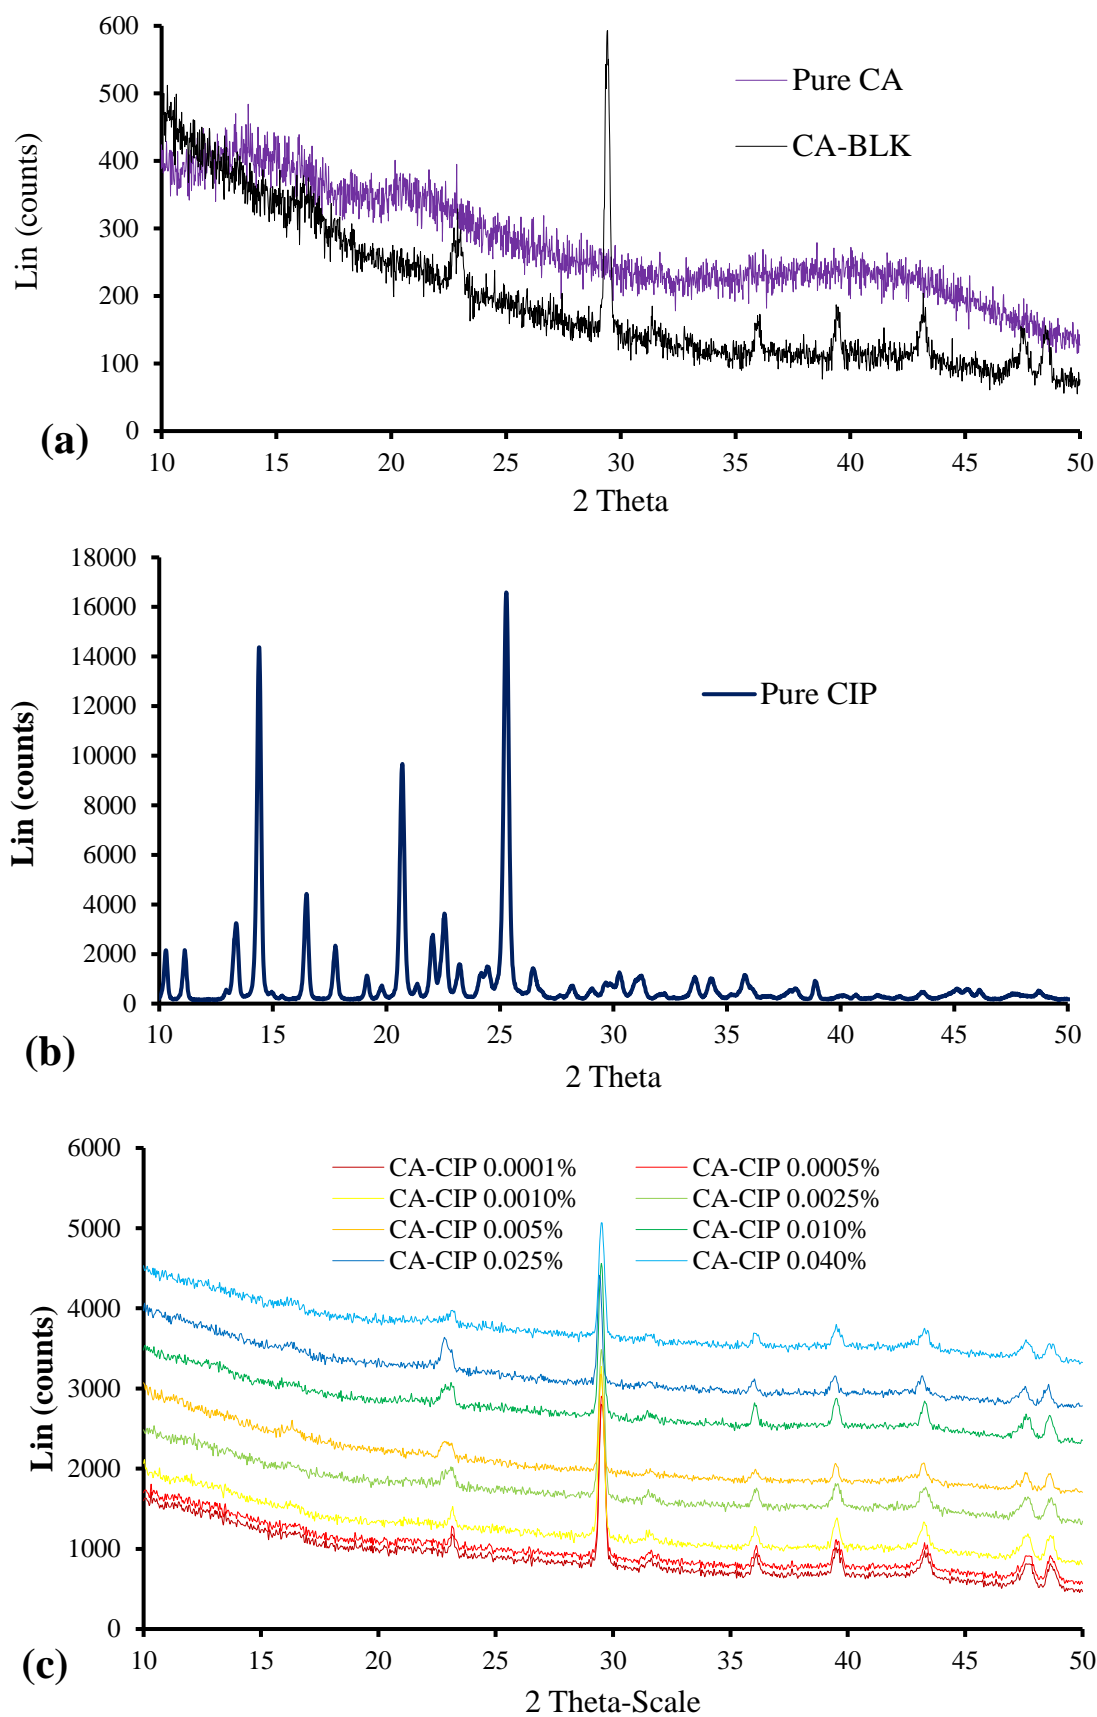 600
500
400
300
200
100
0
Lin (counts)
Pure CA
CA-BLK
(a)
10 15 20 25 30 35 40 45 50
2 Theta
18000
16000
14000
12000
10000
8000
6000
4000
2000
0
Lin (counts)
Pure CIP
(b)
10 15 20 25 30 35 40 45 50
2 Theta
6000
5000
4000
3000
2000
1000
0
Lin (counts)
CA-CIP 0.0001% CA-CIP 0.0005%
CA-CIP 0.0010% CA-CIP 0.0025%
CA-CIP 0.005% CA-CIP 0.010%
CA-CIP 0.025% CA-CIP 0.040%
(c)
10 15 20 25 30 35 40 45 50
2 Theta-Scale